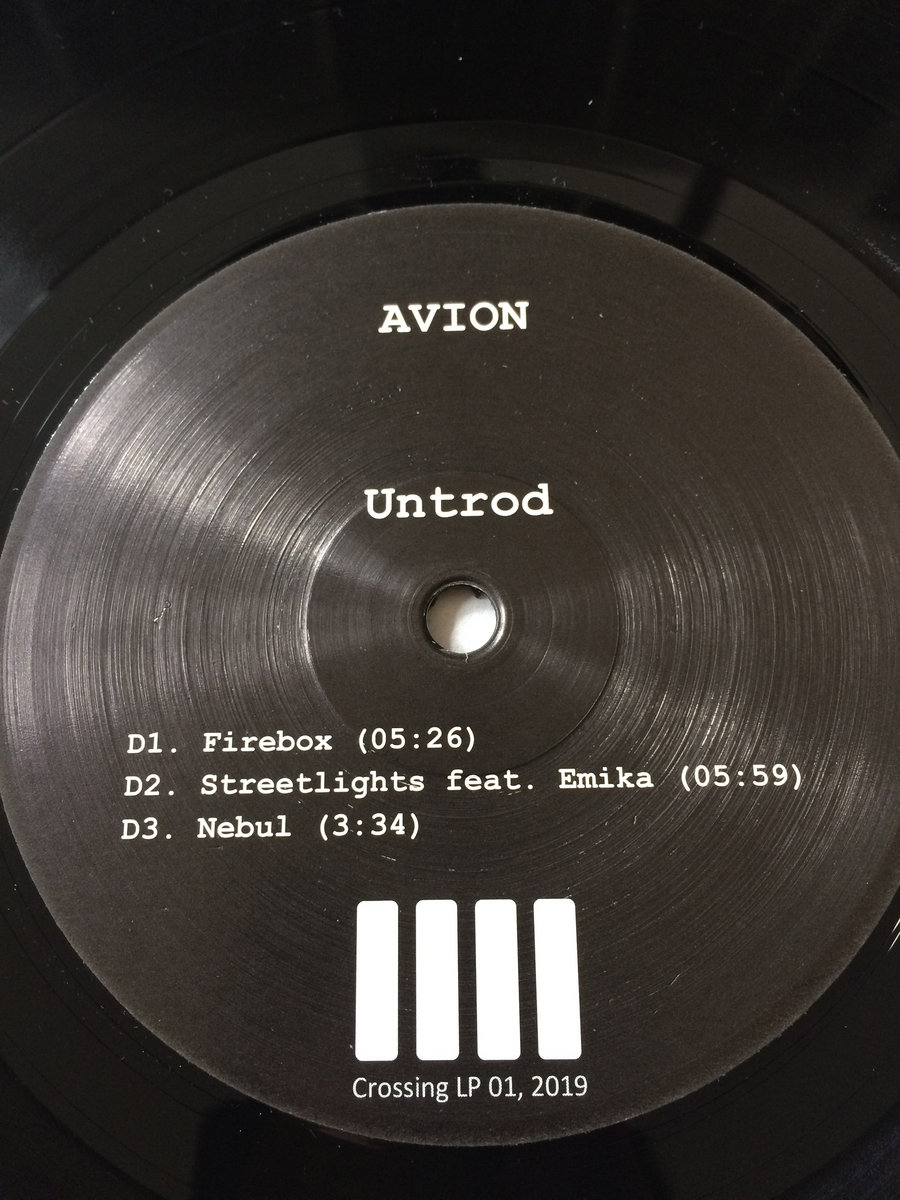 AVION
Untrod
D1. Firebox (05:26)
D2. Streetlights feat. Emika (05:59)
D3. Nebul (3:34)
Crossing LP 01, 2019